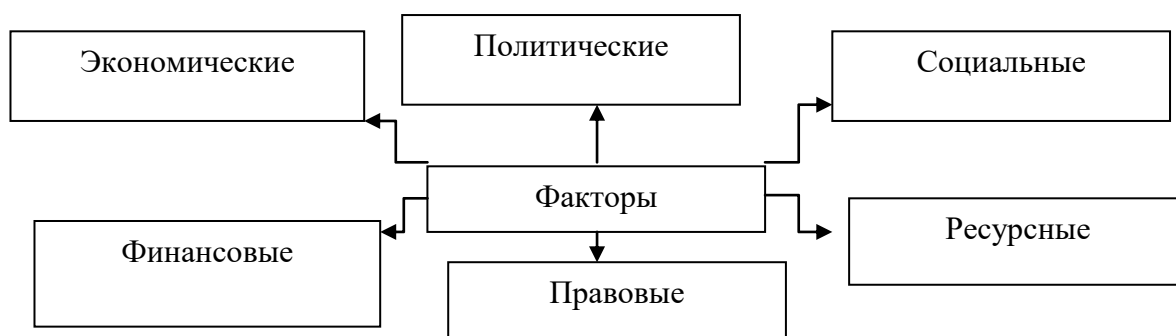 Политические
Экономические
Социальные
Факторы
Ресурсные
Финансовые
Правовые